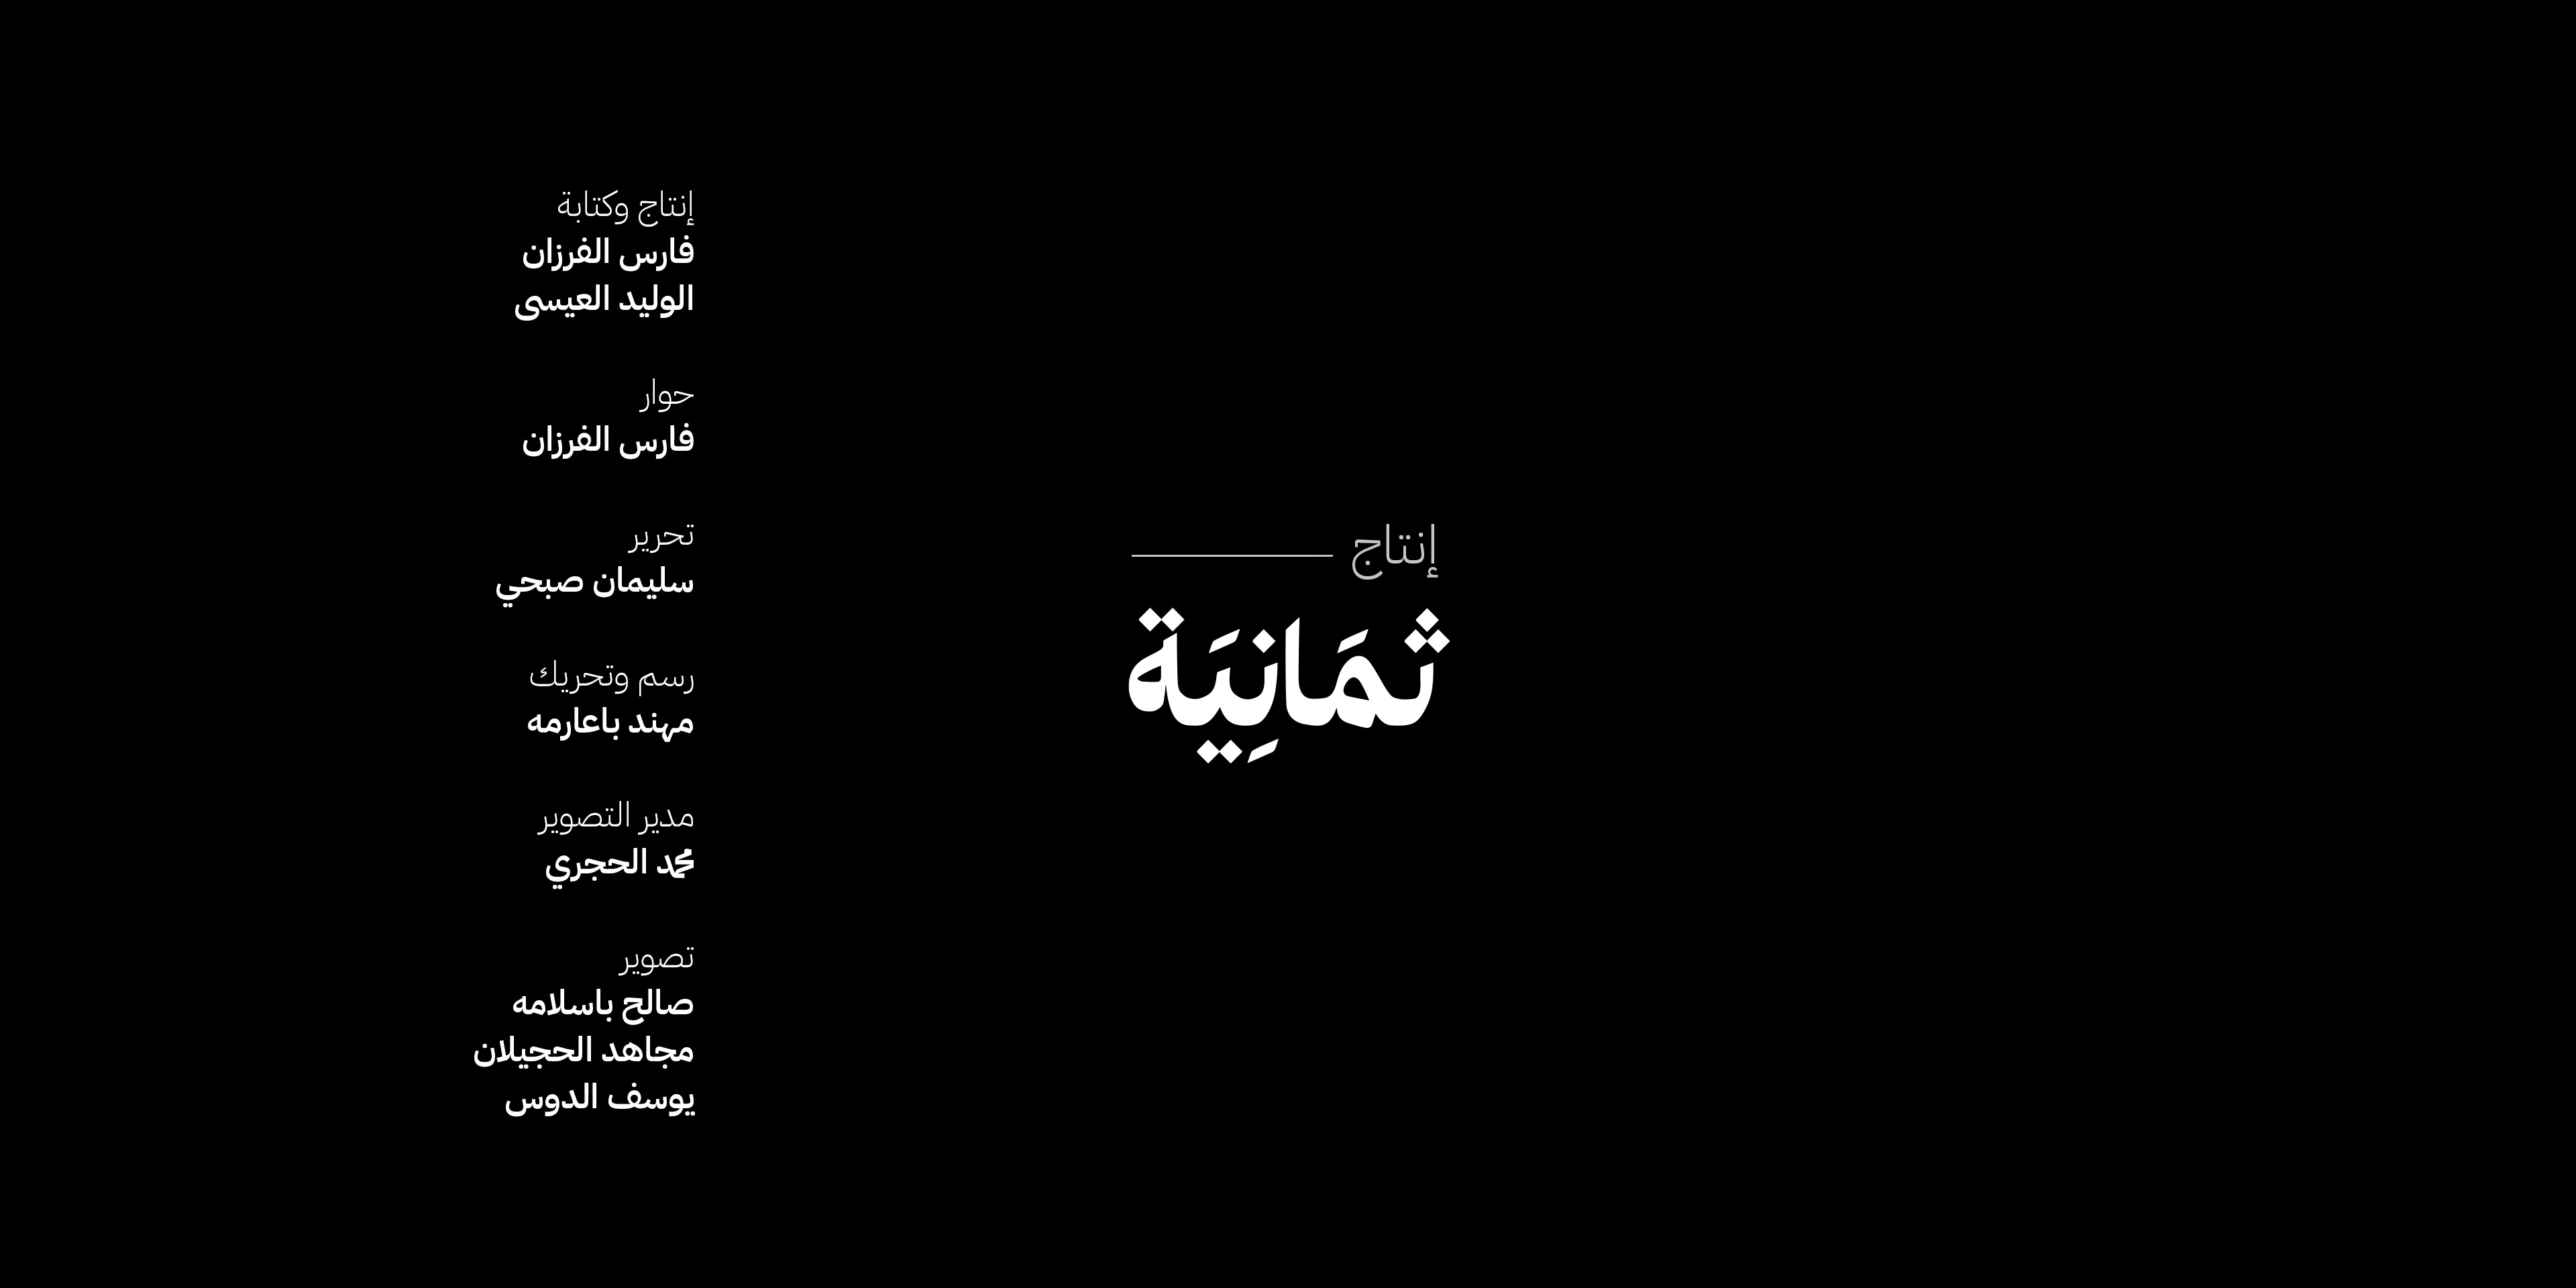 إنتاج
ثمَانِيَة
إنتاج وكتابة
فارس الفرزان
الوليد العيسى
حوار
فارس الفرزان
تحرير
سليمان صبحي
رسم وتحريك
مهند باعارمه
مدير التصوير
محمد الحجري
تصوير
صالح باسلامه
مجاهد الحجيلان
يوسف الدوس